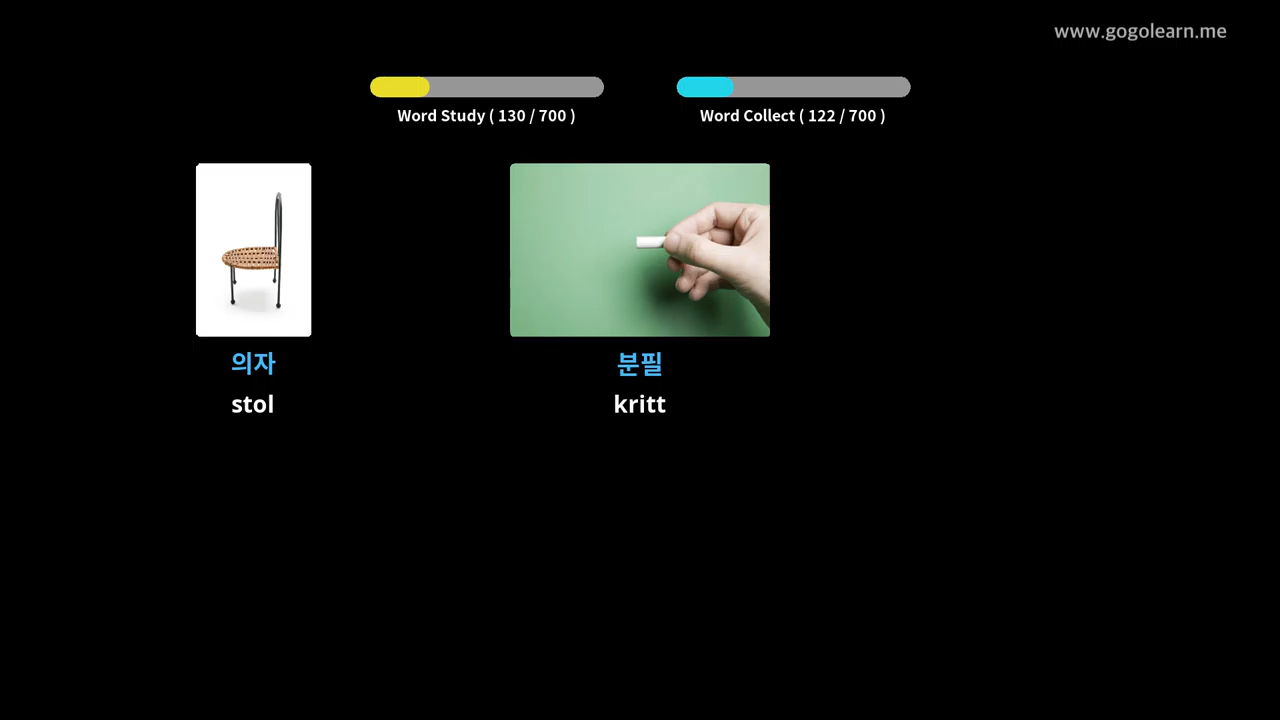 www.gogolearn.me
Word Study ( 130 / 700 )
Word Collect ( 122 / 700 )
의자
stol
분필
kritt